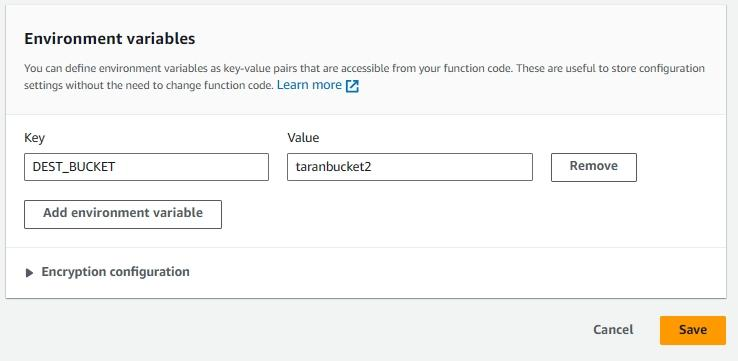 Environment variables
You can define environment variables as key-value pairs that are accessible from your function code. These are useful to store configuration
settings without the need to change function code. Learn more
Key Value
DEST_BUCKET taranbucket2 Remove
Add environment variable
Encryption configuration
Cancel Save